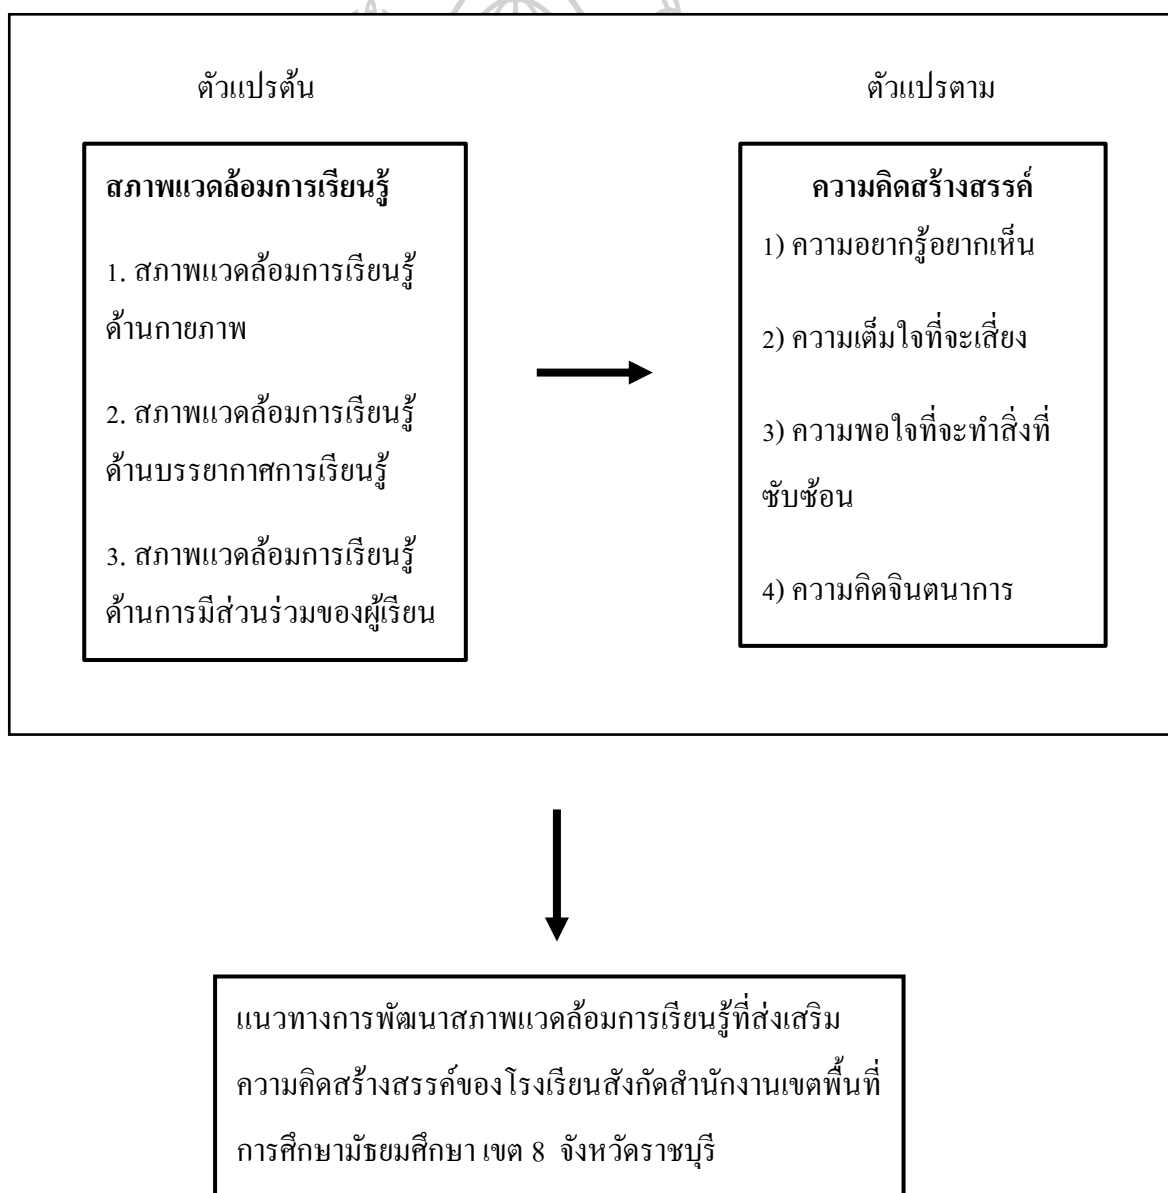 ตัวแปรต้น
ตัวแปรตาม
สภาพแวดล้อมการเรียนรู้
1. สภาพแวดล้อมการเรียนรู้
ด้านกายภาพ
2. สภาพแวดล้อมการเรียนรู้
ด้านบรรยากาศการเรียนรู้
3. สภาพแวดล้อมการเรียนรู้
ด้านการมีส่วนร่วมของผู้เรียน
ความคิดสร้างสรรค์
1) ความอยากรู้อยากเห็น
2) ความเต็มใจที่จะเสี่ยง
3) ความพอใจที่จะทำสิ่งที่
ซับซ้อน
4) ความคิดจินตนาการ
แนวทางการพัฒนาสภาพแวดล้อมการเรียนรู้ที่ส่งเสริม
ความคิดสร้างสรรค์ของโรงเรียนสังกัดสำนักงานเขตพื้นที่
การศึกษามัธยมศึกษา เขต 8 จังหวัดราชบุรี